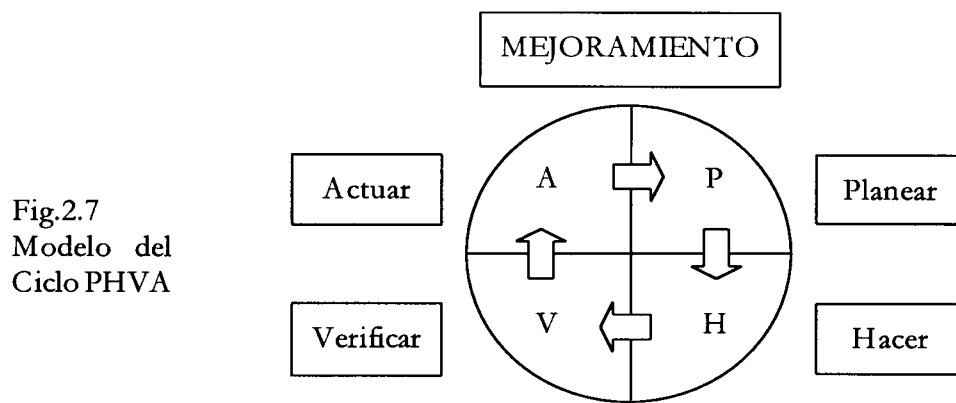 MEJORAMIENTO
Actuar
A
P
Planear
Fig.2.7
Modelo del
Ciclo PHVA
Verificar
V
H
Hacer